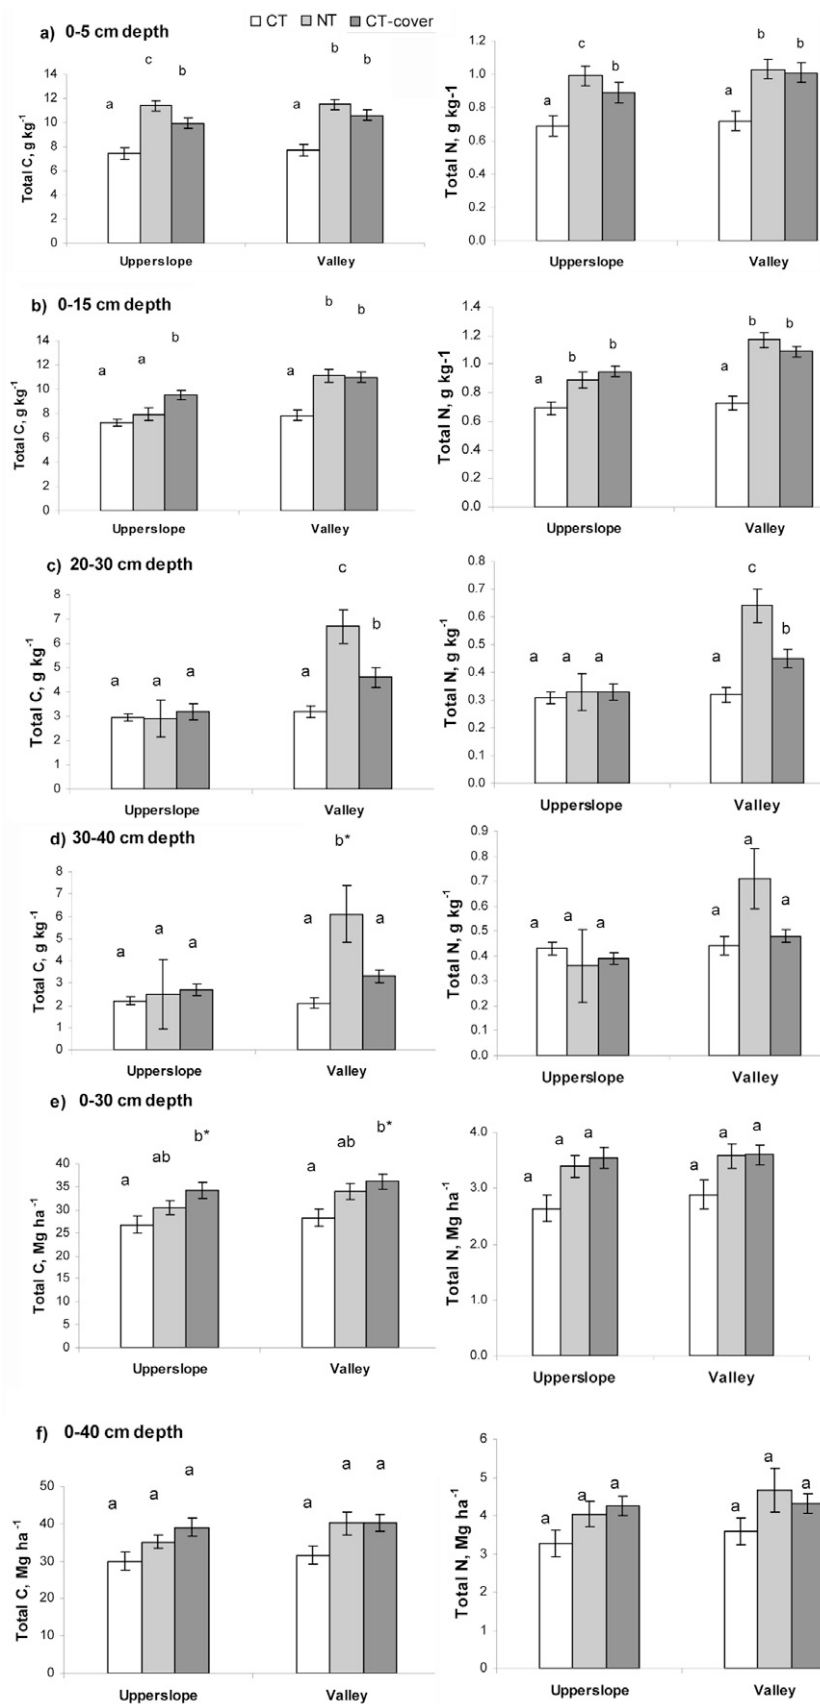 CT NT CT-cover
a) 0-5 cm depth
c
b
b
b
a
a
14
12
10
8
6
4
2
0
Total C, g kg-1
Upperslope
Valley
c
b
b
b
a
a
1.2
1.0
0.8
0.6
0.4
0.2
0.0
Total N, g kg-1
Upperslope
Valley
b) 0-15 cm depth
a
a
b
a
b
b
14
12
10
8
6
4
2
0
Total C, g kg-1
Upperslope
Valley
a
b
b
a
b
b
1.4
1.2
1.0
0.8
0.6
0.4
0.2
0.0
Total N, g kg-1
Upperslope
Valley
c) 20-30 cm depth
a
a
a
a
c
b
8
7
6
5
4
3
2
1
0
Total C, g kg-1
Upperslope
Valley
a
a
a
a
c
b
0.8
0.7
0.6
0.5
0.4
0.3
0.2
0.1
0.0
Total N, g kg-1
Upperslope
Valley
d) 30-40 cm depth
a
a
a
a
b*
a
8
7
6
5
4
3
2
1
0
Total C, g kg-1
Upperslope
Valley
a
a
a
a
a
a
0.9
0.8
0.7
0.6
0.5
0.4
0.3
0.2
0.1
0.0
Total N, g kg-1
Upperslope
Valley
e) 0-30 cm depth
a
ab
b*
a
ab
b*
40
35
30
25
20
15
10
5
0
Total C, Mg ha-1
Upperslope
Valley
a
a
a
a
a
a
4.0
3.0
2.0
1.0
0.0
Total N, Mg ha-1
Upperslope
Valley
f) 0-40 cm depth
a
a
a
a
a
a
50
40
30
20
10
0
Total C, Mg ha-1
Upperslope
Valley
a
a
a
a
a
a
6
5
4
3
2
1
0
Total N, Mg ha-1
Upperslope
Valley